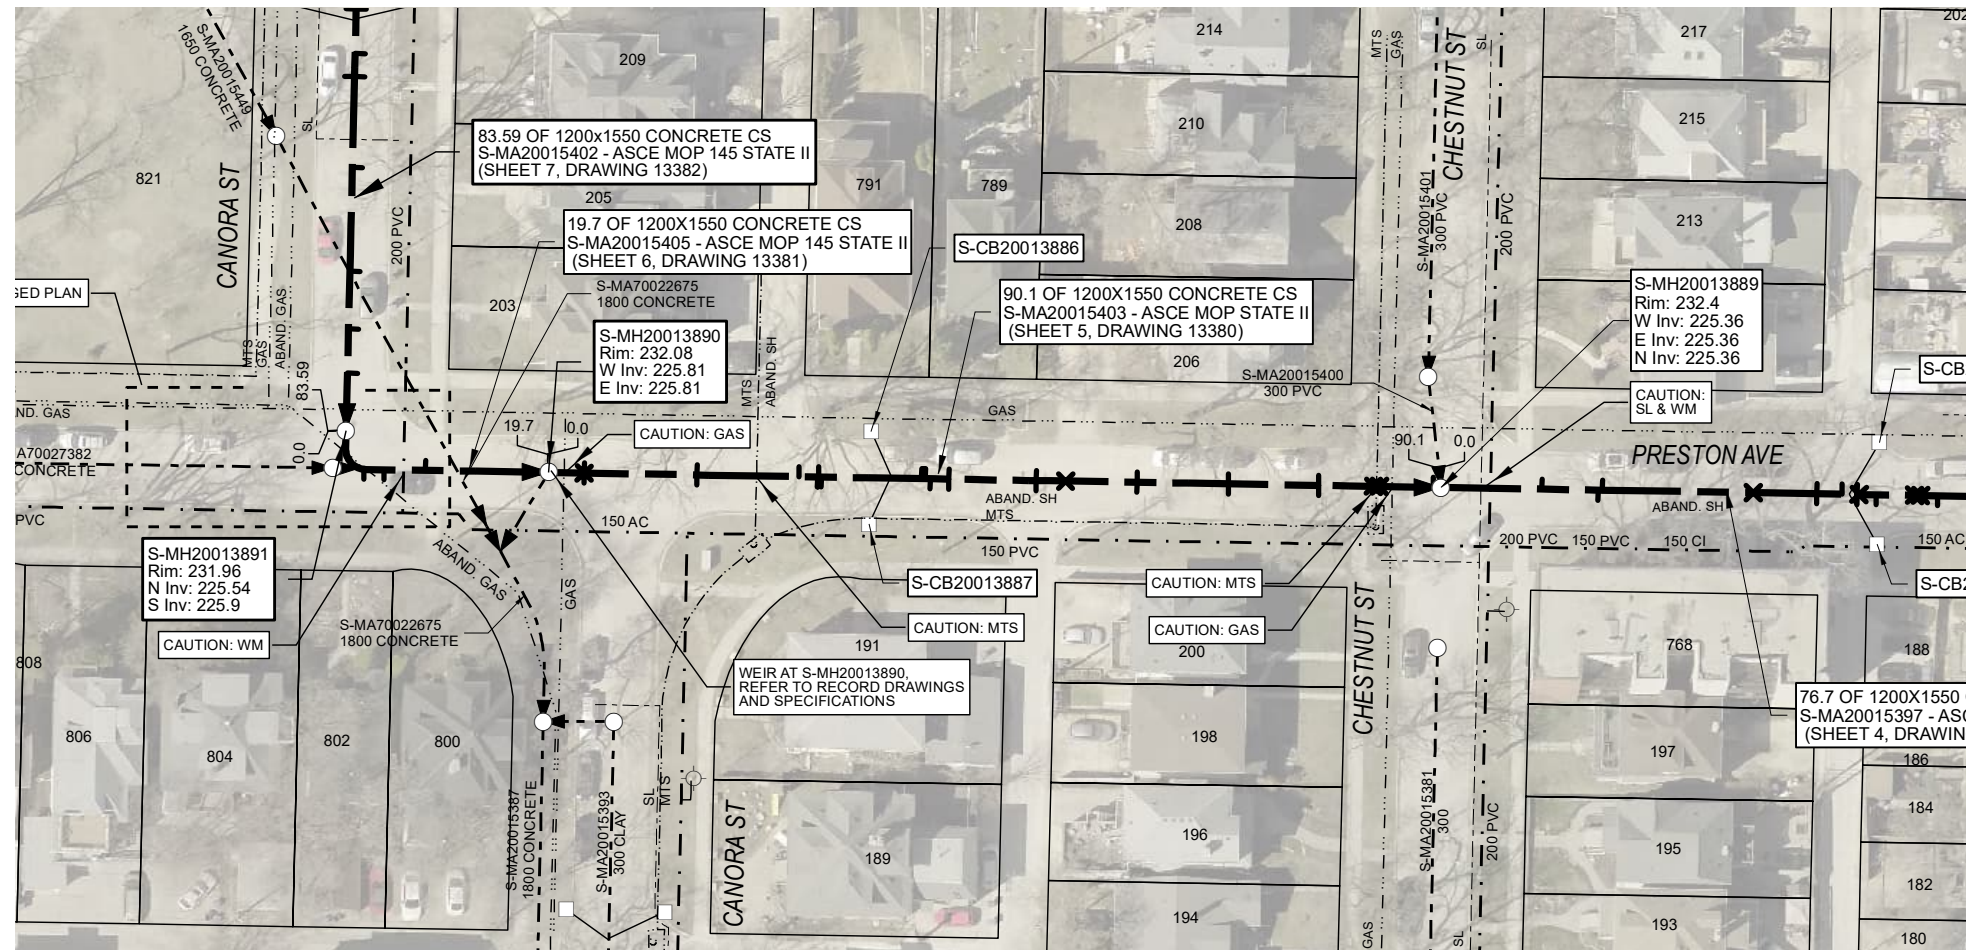 S-MA20015449
1650 CONCRETE
SL
CANORA ST
821
MTS
GAS
ABAND. GAS
200 PVC
209
83.59 OF 1200x1550 CONCRETE CS
S-MA20015402 - ASCE MOP 145 STATE II
(SHEET 7, DRAWING 13382)
205
19.7 OF 1200X1550 CONCRETE CS
S-MA20015405 - ASCE MOP 145 STATE II
(SHEET 6, DRAWING 13381)
203
S-MA70022675
1800 CONCRETE
791
789
S-CB20013886
214
210
208
206
90.1 OF 1200X1550 CONCRETE CS
S-MA20015403 - ASCE MOP STATE II
(SHEET 5, DRAWING 13380)
MTS
GAS
CHESTNUT ST
SL
S-MA20015401
300 PVC
200 PVC
217
215
213
202
S-MH20013889
Rim: 232.4
W Inv: 225.36
E Inv: 225.36
N Inv: 225.36
S-CB
CAUTION:
SL & WM
S-MA20015400
300 PVC
GED PLAN
S-MH20013890
Rim: 232.08
W Inv: 225.81
E Inv: 225.81
MTS
ABAND. SH
GAS
ND. GAS
83.59
0.0
19.7
0.0
CAUTION: GAS
90.1
0.0
PRESTON AVE
A70027382
CONCRETE
PVC
ABAND. SH
MTS
ABAND. SH
150 AC
150 PVC
200 PVC
150 PVC
150 CI
150 AC
S-MH20013891
Rim: 231.96
N Inv: 225.54
S Inv: 225.9
ABAND. GAS
GAS
S-CB20013887
CAUTION: MTS
CAUTION: MTS
CAUTION: GAS
S-CB2
S-MA70022675
1800 CONCRETE
CAUTION: WM
WEIR AT S-MH20013890,
REFER TO RECORD DRAWINGS
AND SPECIFICATIONS
191
200
CHESTNUT ST
768
188
76.7 OF 1200X1550
S-MA20015397 - ASC
(SHEET 4, DRAWIN
808
806
804
802
800
198
197
186
S-MA20015387
1800 CONCRETE
S-MA20015393
300 CLAY
SL
MTS
CANORA ST
189
196
S-MA20015381
300
200 PVC
195
184
182
194
GAS
SL
193
180